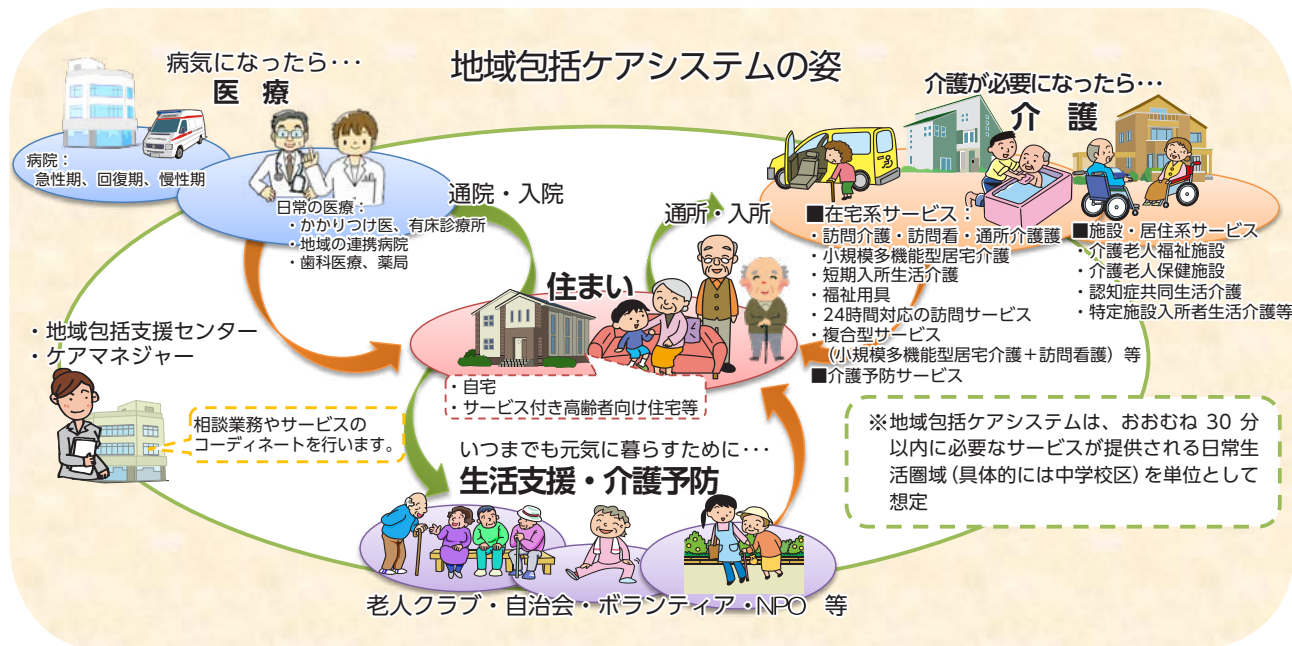 地域包括ケアシステムの姿
病気になったら･･･
医 療
病院：
急性期、回復期、慢性期
日常の医療：
・かかりつけ医、有床診療所
・地域の連携病院
・歯科医療、薬局
通院・入院
通所・入所
介護が必要になったら･･･
介 護
■在宅系サービス：
・訪問介護・訪問看・通所介護護
・小規模多機能型居宅介護
・短期入所生活介護
・福祉用具
・24時間対応の訪問サービス
・複合型サービス
（小規模多機能型居宅介護＋訪問看護）等
■介護予防サービス
■施設・居住系サービス
・介護老人福祉施設
・介護老人保健施設
・認知症共同生活介護
・特定施設入所者生活介護等
住まい
・自宅
・サービス付き高齢者向け住宅等
・地域包括支援センター
・ケアマネジャー
相談業務やサービスの
コーディネートを行います。
いつまでも元気に暮らすために･･･
生活支援・介護予防
老人クラブ・自治会・ボランティア・NPO 等
※地域包括ケアシステムは、おおむね 30 分
以内に必要なサービスが提供される日常生
活圏域（具体的には中学校区）を単位として
想定